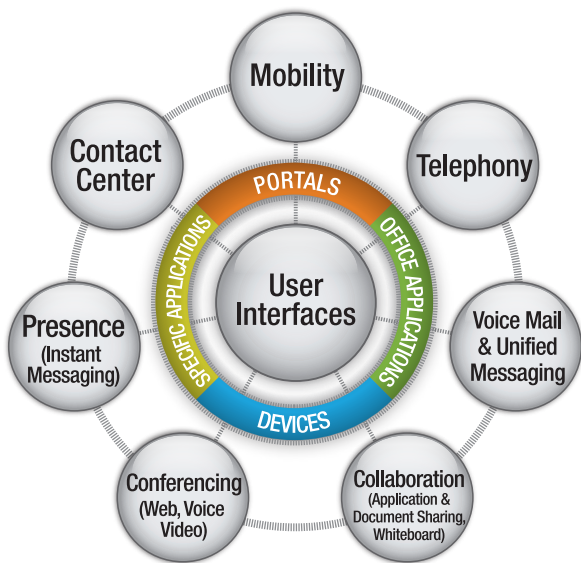 Mobility
Contact
Center
Telephony
PORTALS
SPECIFIC APPLICATIONS
OFFICE APPLICATIONS
User
Interfaces
Presence
(Instant
Messaging)
Voice Mail
& Unified
Messaging
DEVICES
Conferencing
(Web, Voice
Video)
Collaboration
(Application &
Document Sharing,
Whiteboard)